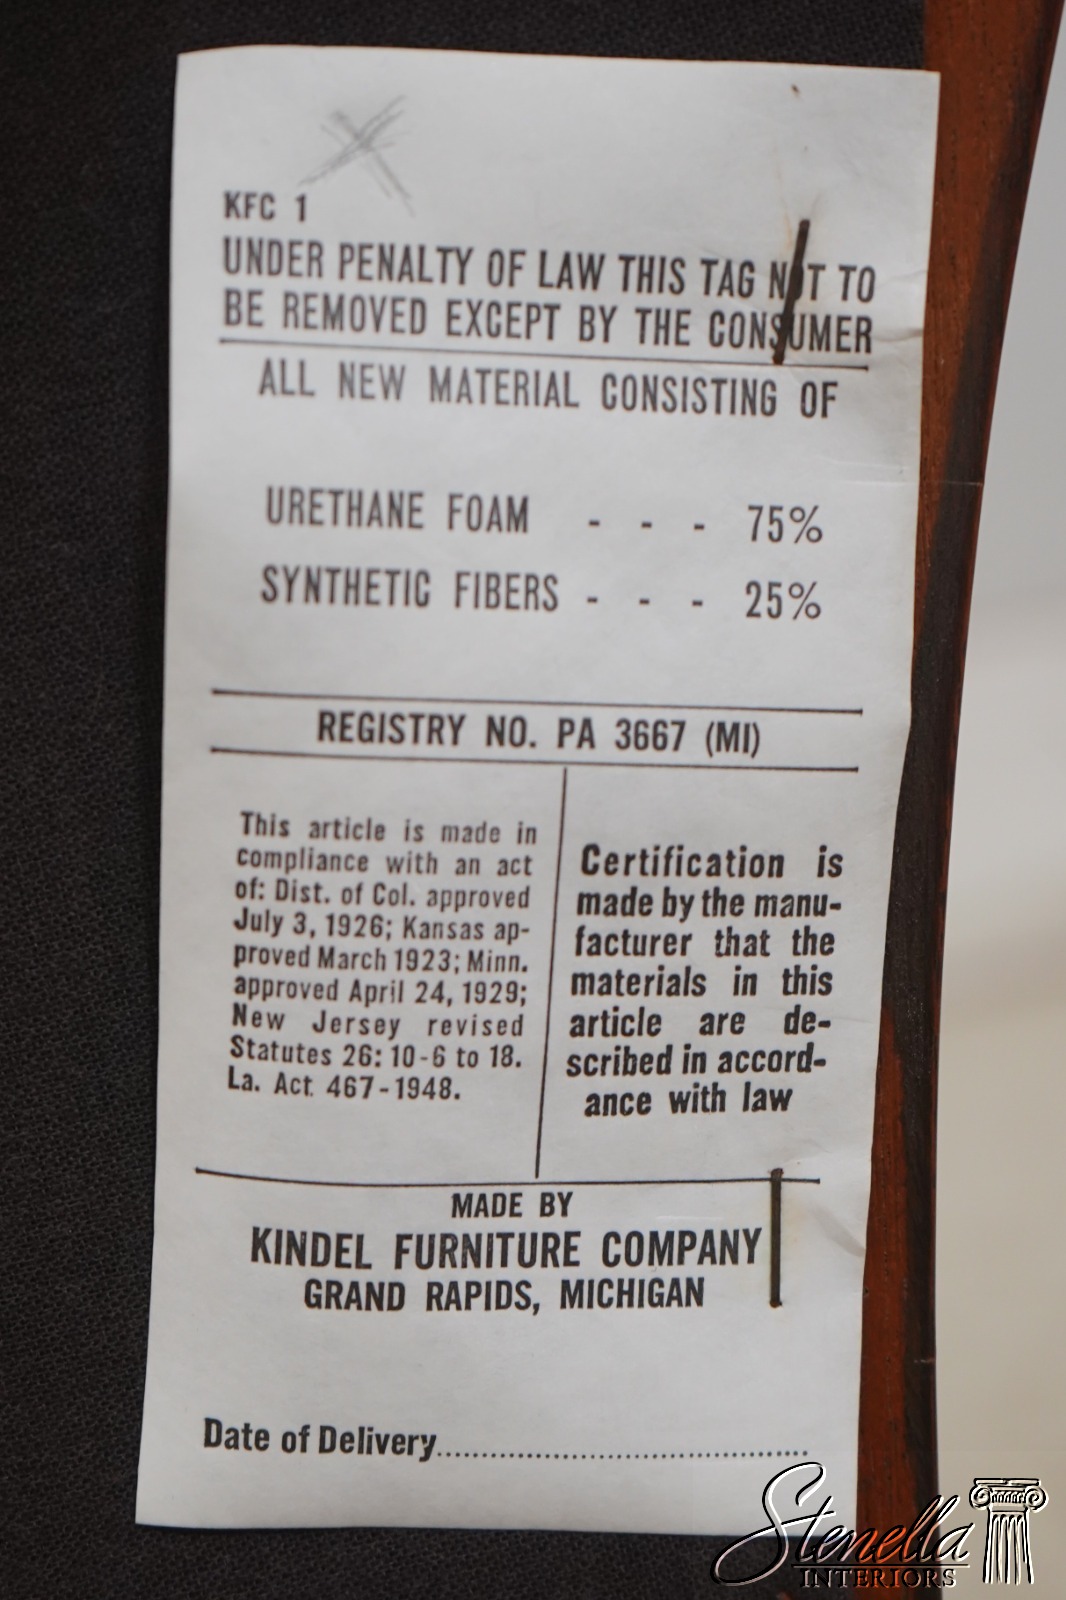 KFC 1
UNDER PENALTY OF LAW THIS TAG NOT TO
BE REMOVED EXCEPT BY THE CONSUMER
ALL NEW MATERIAL CONSISTING OF
URETHANE FOAM - - - 75%
SYNTHETIC FIBERS - - - 25%
REGISTRY NO. PA 3667 (MI)
This article is made in
compliance with an act
of: Dist. of Col. approved
July 3, 1926; Kansas ap-
proved March 1923; Minn.
approved April 24, 1929;
New Jersey revised
Statutes 26: 10-6 to 18.
La. Act. 467-1948.
Certification is
made by the manu-
facturer that the
materials in this
article are de-
scribed in accord-
ance with law
MADE BY
KINDEL FURNITURE COMPANY
GRAND RAPIDS, MICHIGAN
Date of Delivery......................................
Stenella
INTERIORS